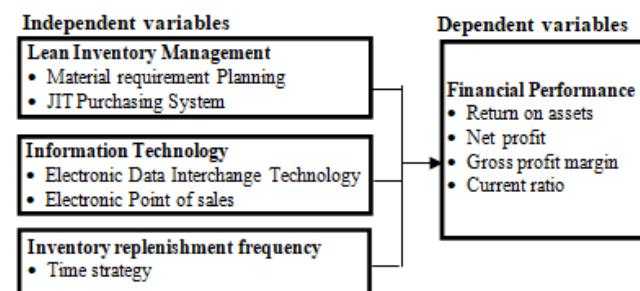 Independent variables
Lean Inventory Management
• Material requirement Planning
• JIT Purchasing System
Information Technology
• Electronic Data Interchange Technology
• Electronic Point of sales
Inventory replenishment frequency
• Time strategy
Dependent variables
Financial Performance
• Return on assets
• Net profit
• Gross profit margin
• Current ratio